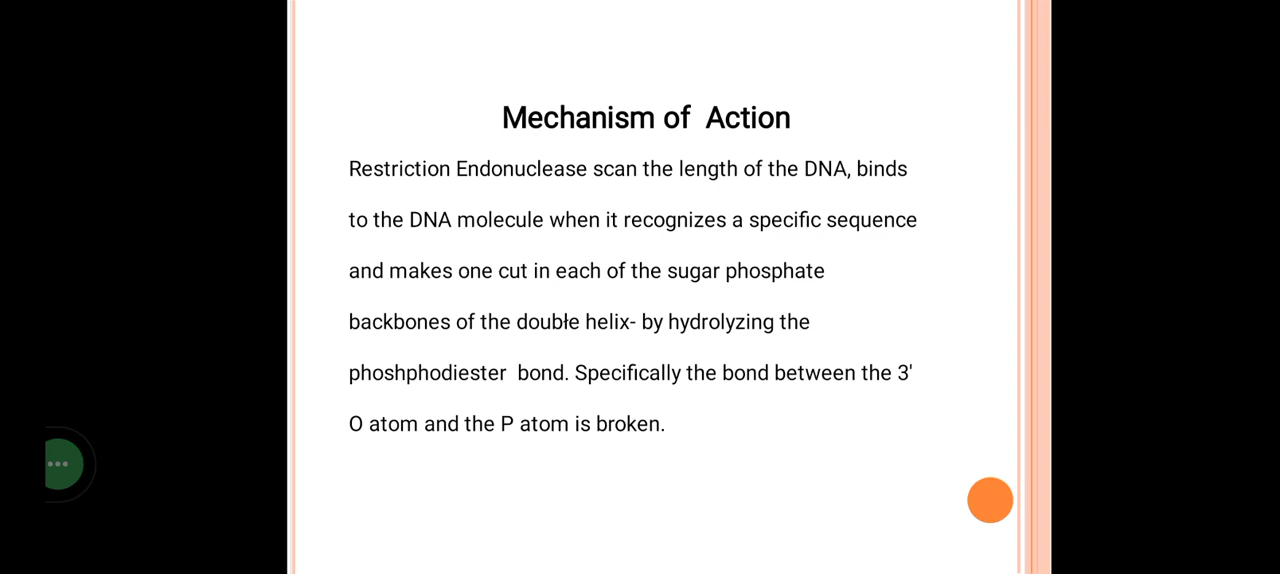 Mechanism of  Action
Restriction Endonuclease scan the length of the DNA, binds
to the DNA molecule when it recognizes a specific sequence
and makes one cut in each of the sugar phosphate
backbones of the double helix- by hydrolyzing the
phoshphodiester  bond. Specifically the bond between the 3'
O atom and the P atom is broken.